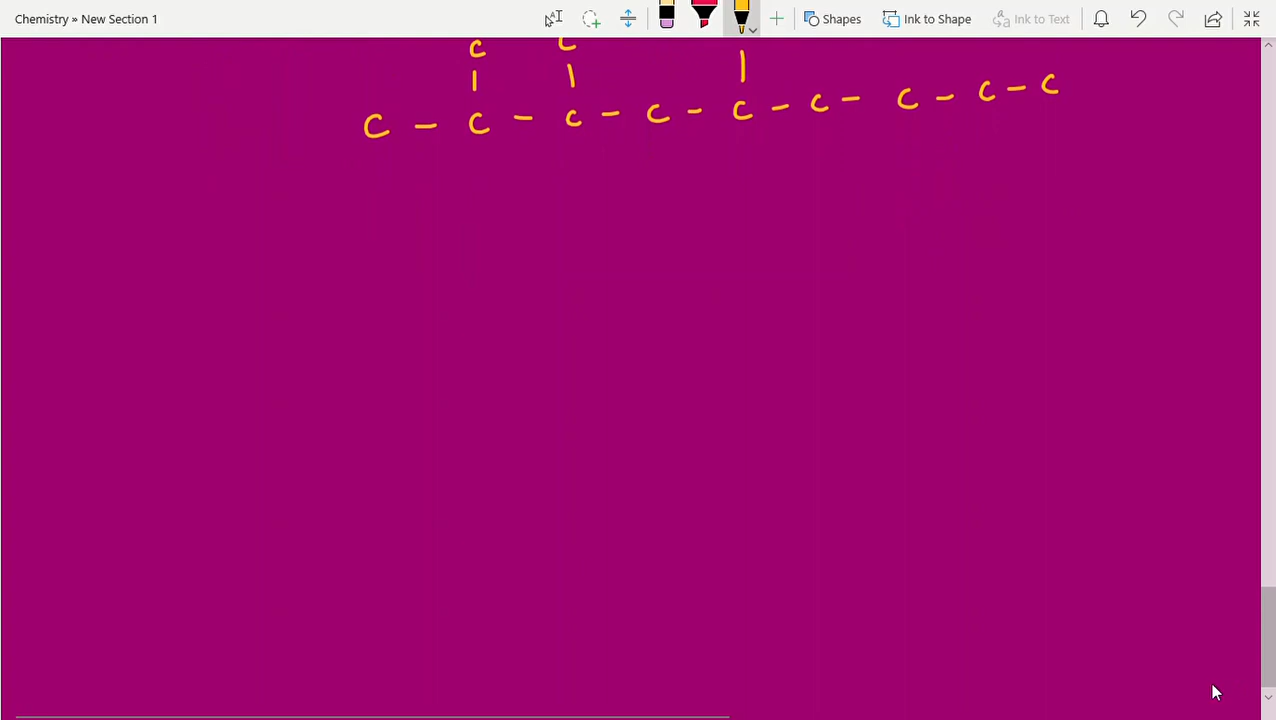 Chemistry » New Section 1
Shapes
Ink to Shape
Ink to Text
c c
c - c - c - c - c - c - c - c - c